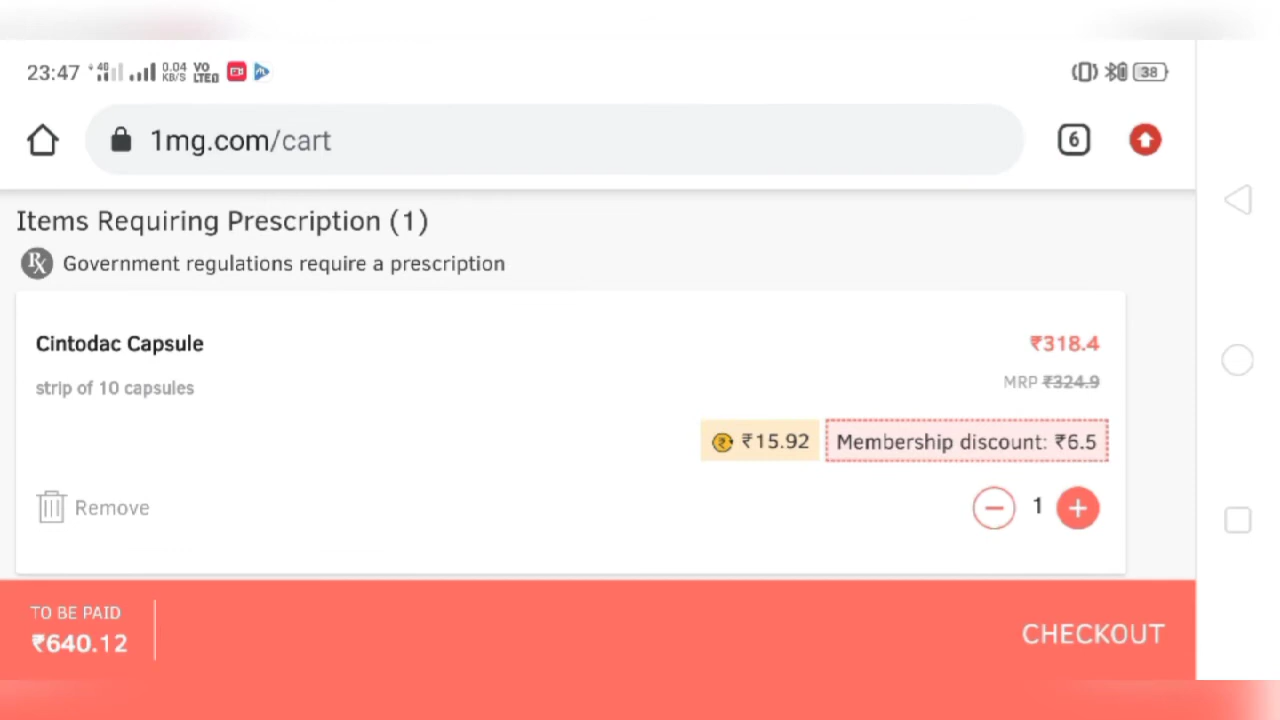 23:47 4G 0.04 KB/S VO LTE 38
1mg.com/cart 6
Items Requiring Prescription (1)
Rx Government regulations require a prescription
Cintodac Capsule ₹318.4
strip of 10 capsules MRP ₹324.9
₹15.92 Membership discount: ₹6.5
Remove 1
TO BE PAID
₹640.12
CHECKOUT